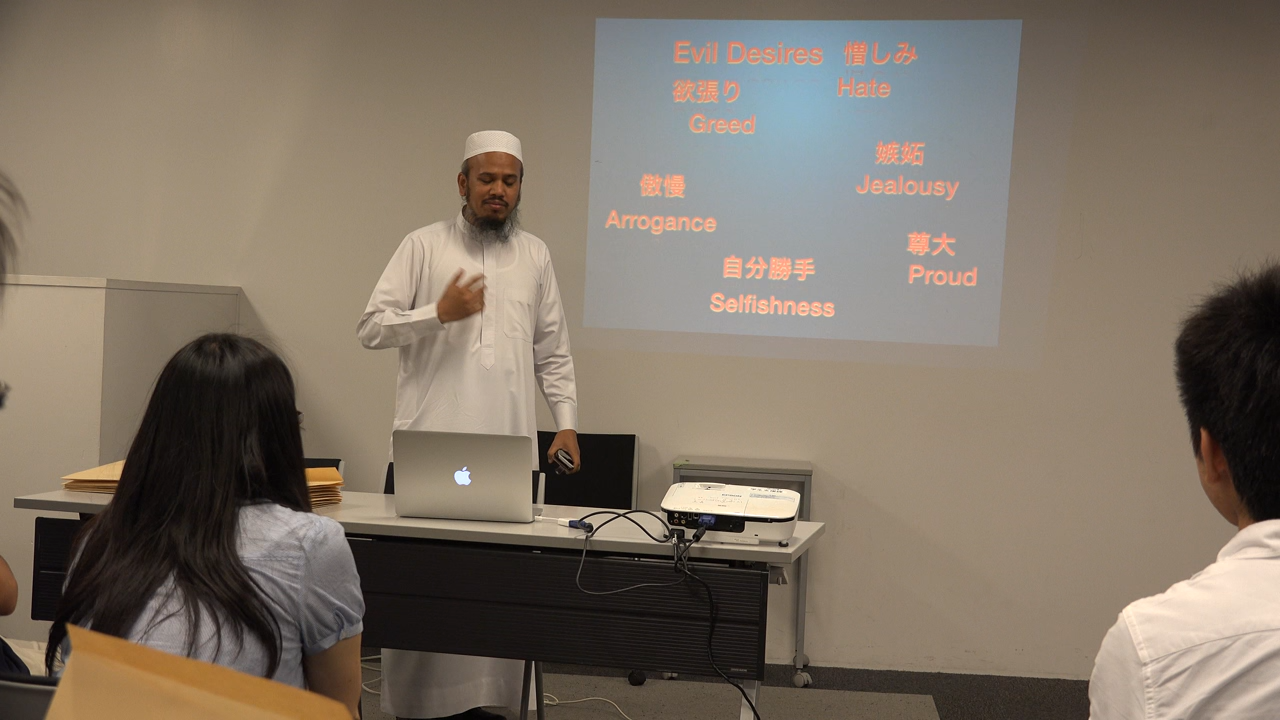 Evil Desires 憎しみ
欲張り Hate
Greed
嫉妬
傲慢 Jealousy
Arrogance
尊大
自分勝手 Proud
Selfishness